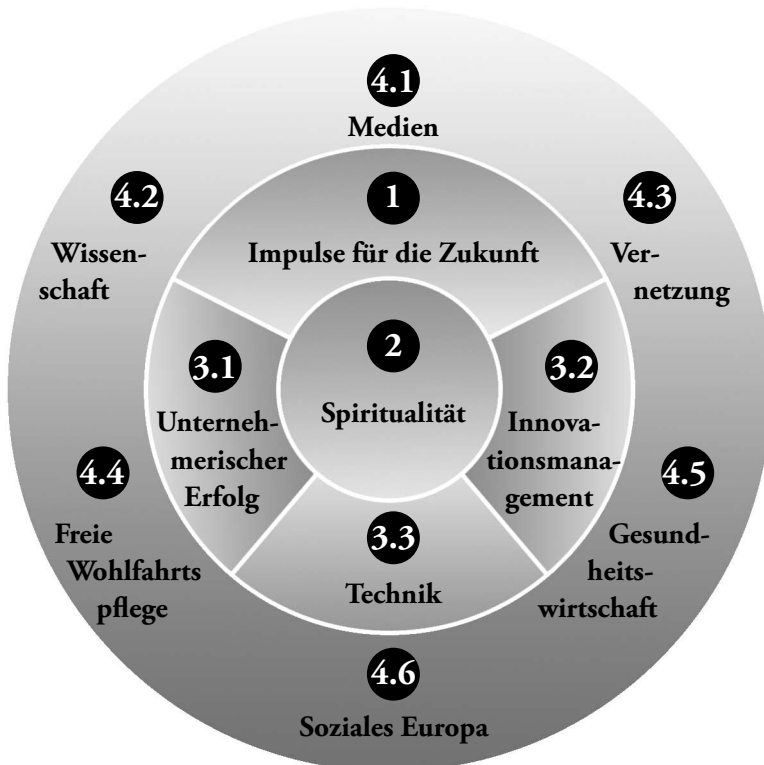 4.1
Medien
4.2
Wissen-
schaft
1
Impulse für die Zukunft
4.3
Ver-
netzung
2
Spiritualität
3.1
Unterneh-
merischer
Erfolg
3.2
Innova-
tionsmana-
gement
4.4
Freie
Wohlfahrts
pflege
3.3
Technik
4.5
Gesund-
heits-
wirtschaft
4.6
Soziales Europa